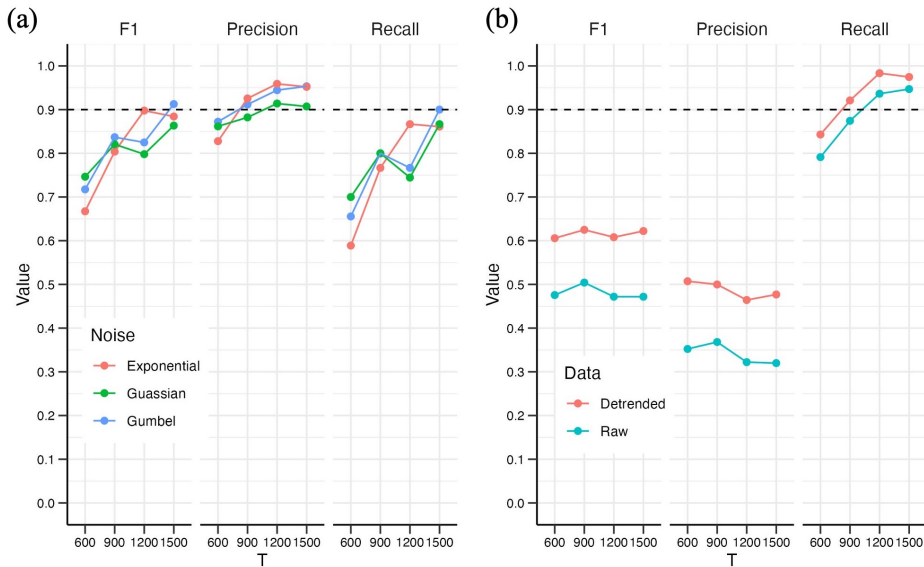 (a)
F1 Precision Recall
1.0
0.9
0.8
0.7
0.6
0.5
0.4
0.3
0.2
0.1
0.0
Value
Noise
Exponential
Guassian
Gumbel
600 900 1200 1500 600 900 1200 1500 600 900 1200 1500
T
(b)
F1 Precision Recall
1.0
0.9
0.8
0.7
0.6
0.5
0.4
0.3
0.2
0.1
0.0
Value
Data
Detrended
Raw
600 900 1200 1500 600 900 1200 1500 600 900 1200 1500
T